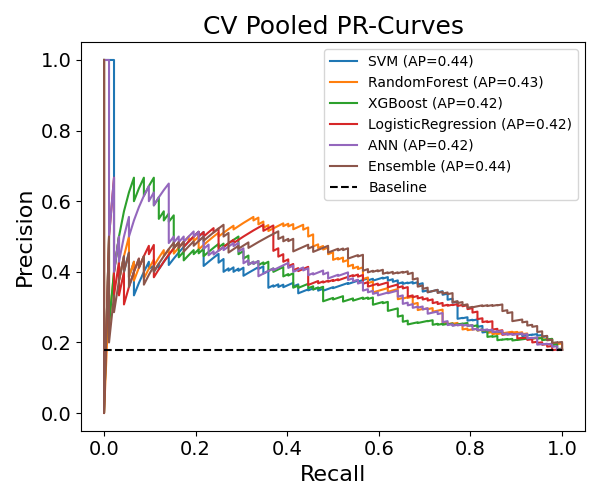 CV Pooled PR-Curves
SVM (AP=0.44)
RandomForest (AP=0.43)
XGBoost (AP=0.42)
LogisticRegression (AP=0.42)
ANN (AP=0.42)
Ensemble (AP=0.44)
Baseline
Precision
1.0
0.8
0.6
0.4
0.2
0.0
0.0 0.2 0.4 0.6 0.8 1.0
Recall